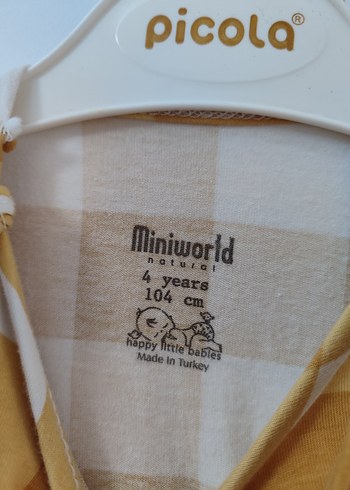 picola®
Miniworld
natural
4 years
104 cm
happy little babies
Made in Turkey